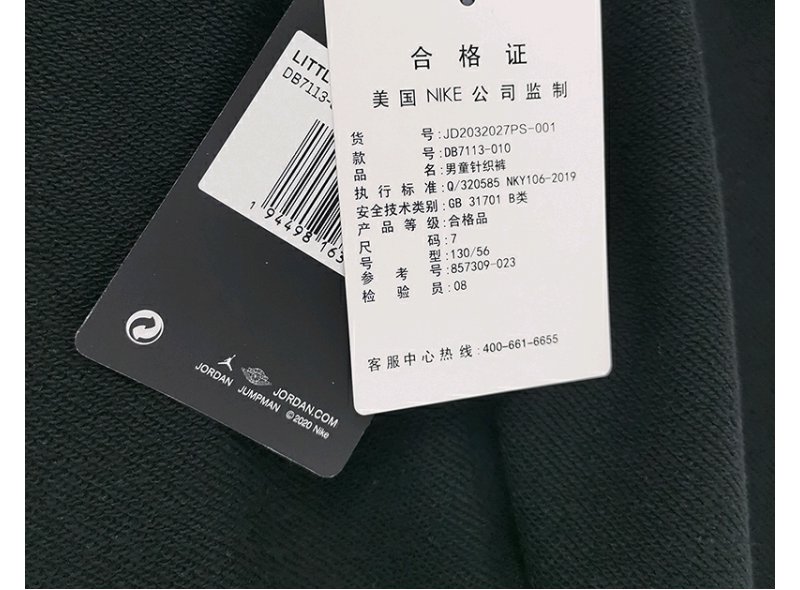 合格证
美国 NIKE 公司监制
货号:JD2032027PS-001
款号:DB7113-010
品名:男童针织裤
执行标准:Q/320585 NKY106-2019
安全技术类别:GB 31701 B类
产品等级:合格品
尺码:7
号型:130/56
参考号:857309-023
检验员:08
客服中心热线:400-661-6655
DB7113-
1 94498 163
JORDAN JUMPMAN JORDAN.COM
©2020 Nike